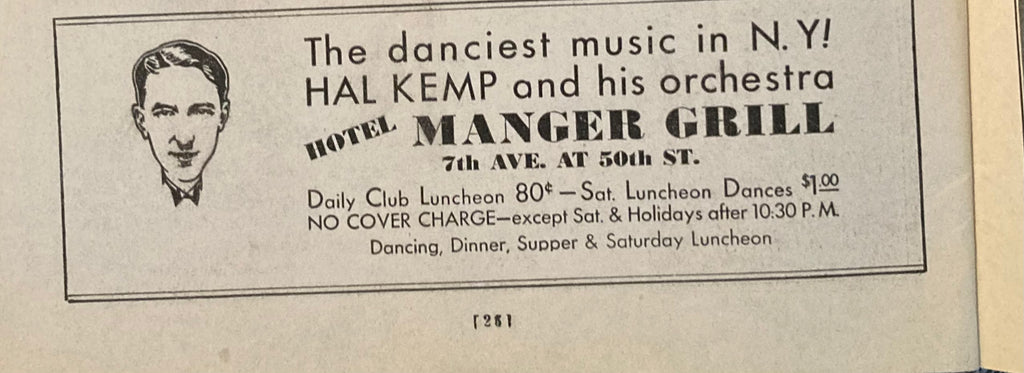 The danciest music in N.Y!
HAL KEMP and his orchestra
HOTEL MANGER GRILL
7th AVE. AT 50th ST.
Daily Club Luncheon 80¢ – Sat. Luncheon Dances $1.00
NO COVER CHARGE–except Sat. & Holidays after 10:30 P.M.
Dancing, Dinner, Supper & Saturday Luncheon